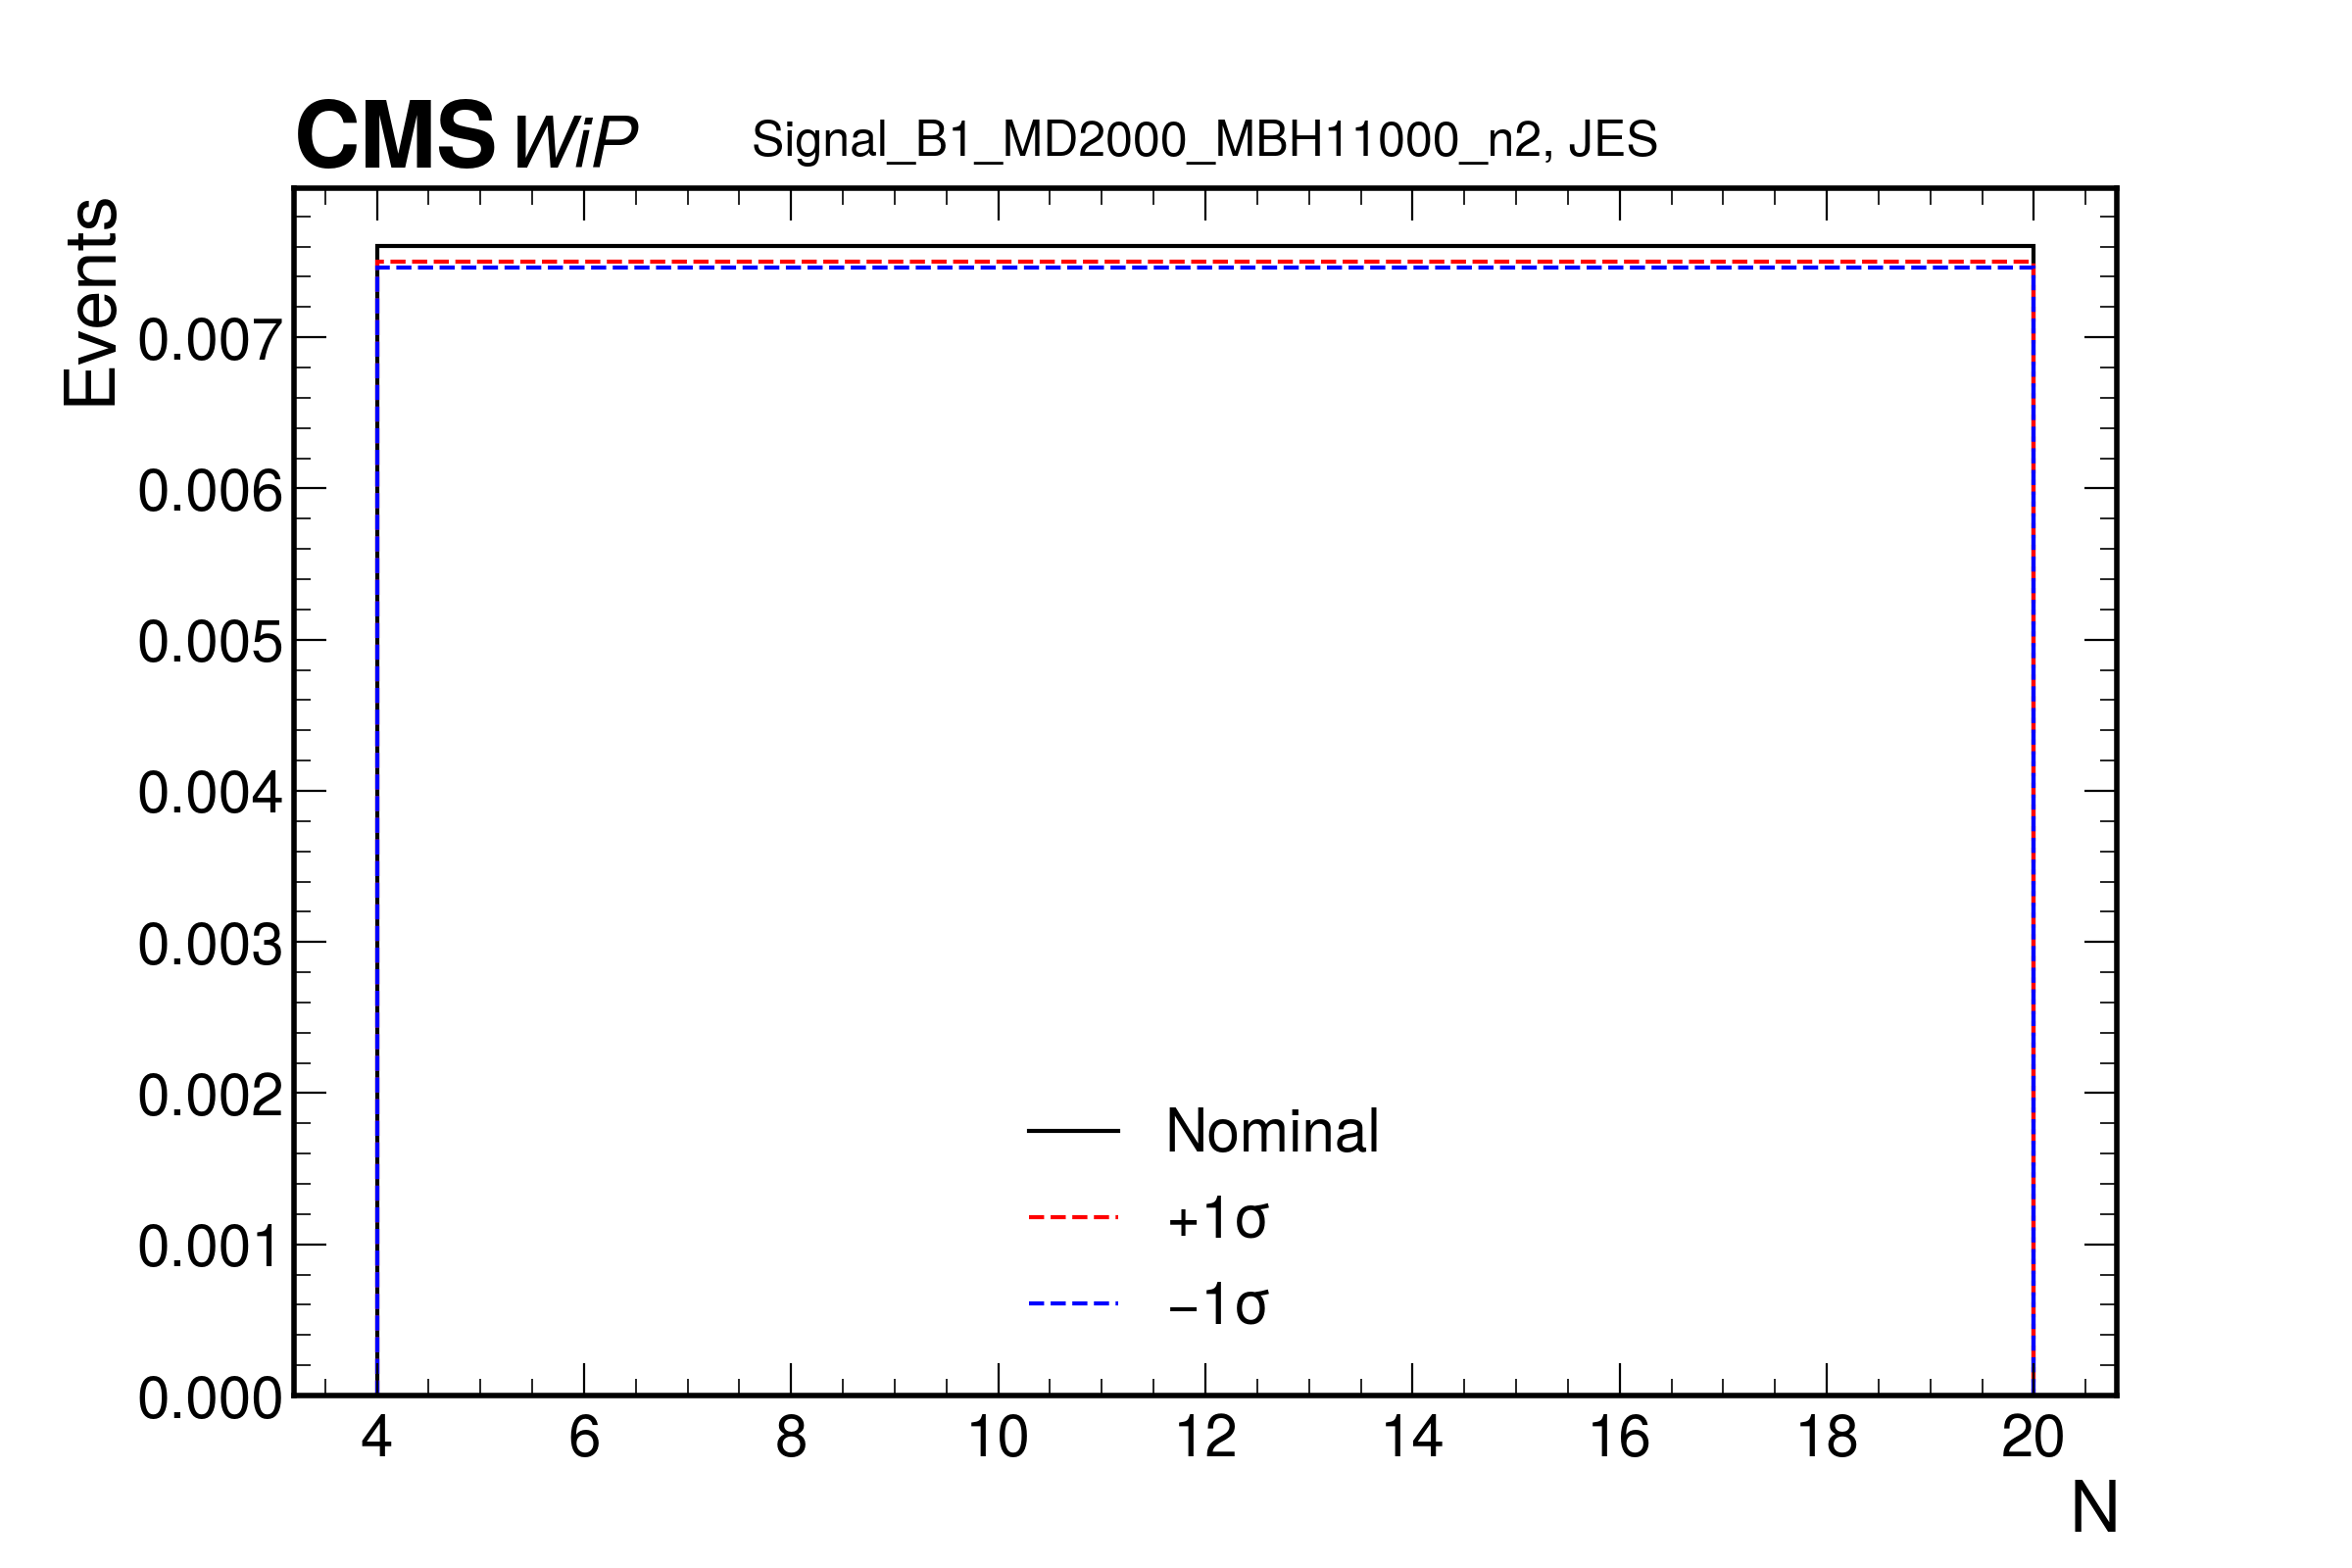 CMS WiP Signal_B1_MD2000_MBH11000_n2, JES
Events
0.007
0.006
0.005
0.004
0.003
0.002
0.001
0.000
Nominal
+1σ
−1σ
4 6 8 10 12 14 16 18 20
N